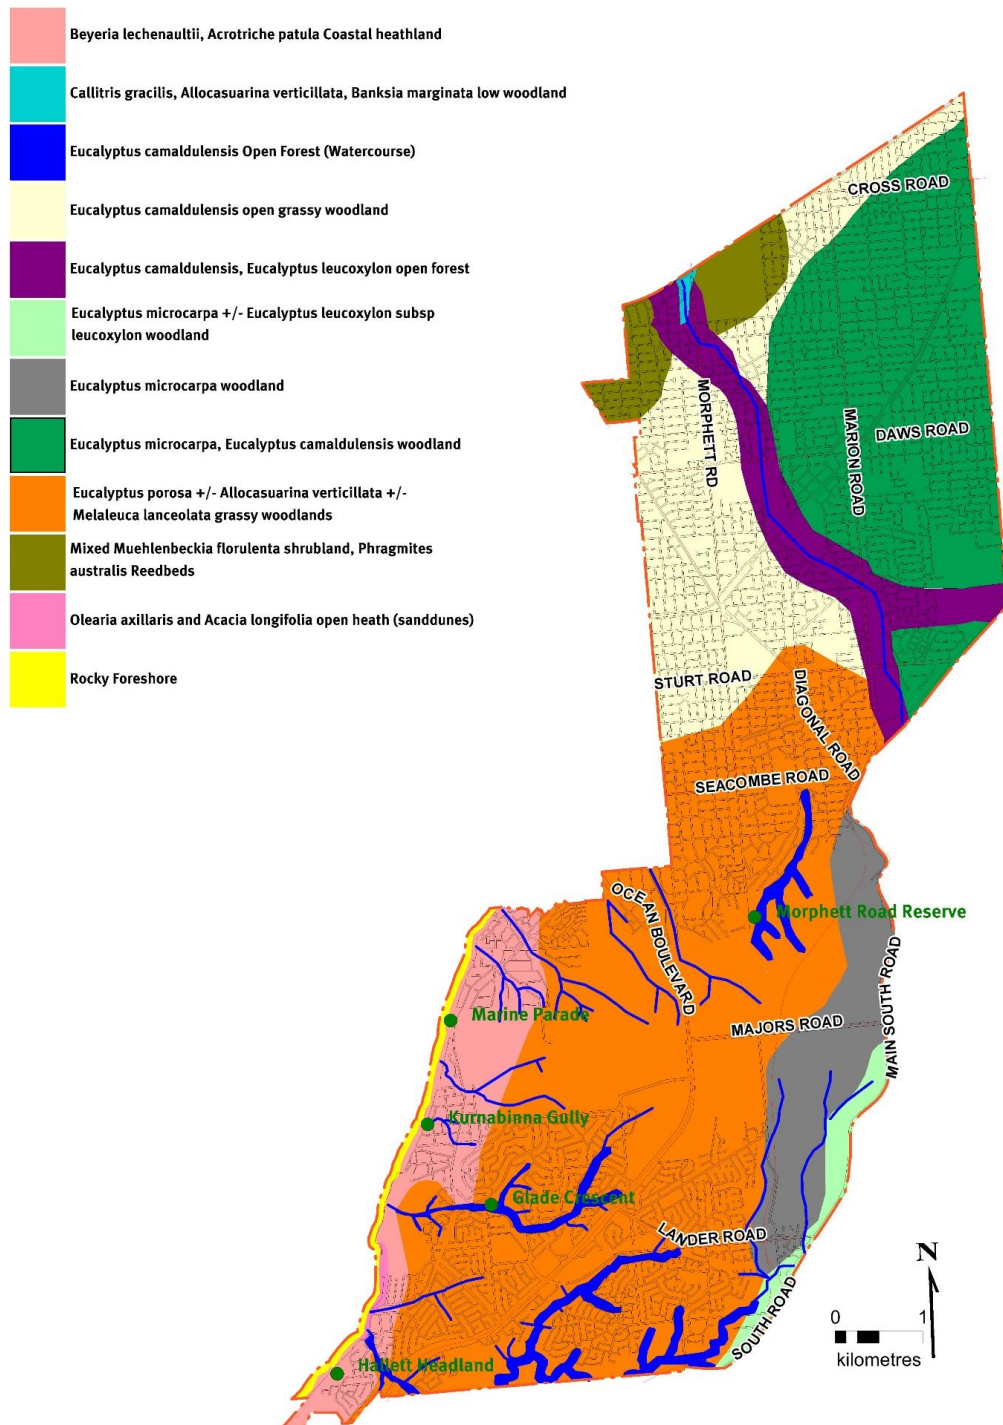 Beyeria lechenaultii, Acrotriche patula Coastal heathland
Callitris gracilis, Allocasuarina verticillata, Banksia marginata low woodland
Eucalyptus camaldulensis Open Forest (Watercourse)
Eucalyptus camaldulensis open grassy woodland
Eucalyptus camaldulensis, Eucalyptus leucoxylon open forest
Eucalyptus microcarpa +/- Eucalyptus leucoxylon subsp
leucoxylon woodland
Eucalyptus microcarpa woodland
Eucalyptus microcarpa, Eucalyptus camaldulensis woodland
Eucalyptus porosa +/- Allocasuarina verticillata +/-
Melaleuca lanceolata grassy woodlands
Mixed Muehlenbeckia florulenta shrubland, Phragmites
australis Reedbeds
Olearia axillaris and Acacia longifolia open heath (sanddunes)
Rocky Foreshore
CROSS ROAD
MORPHETT RD
MARION ROAD
DAWS ROAD
STURT ROAD
DIAGONAL ROAD
SEACOMBE ROAD
OCEAN BOULEVARD
Morphett Road Reserve
MAIN SOUTH ROAD
Marine Parade
MAJORS ROAD
Kurnabinna Gully
Glade Crescent
LANDER ROAD
SOUTH ROAD
Hallett Headland
N
0 1
kilometres